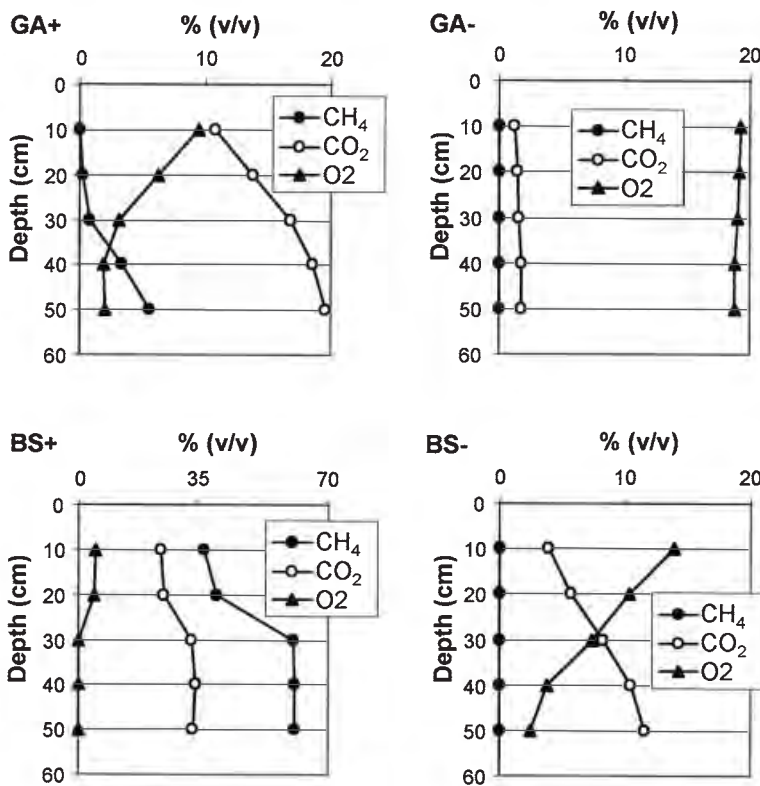 GA+ % (v/v)
0 10 20
0
10
20
30
40
50
60
Depth (cm)
CH₄
CO₂
O2
GA- % (v/v)
0 10 20
0
10
20
30
40
50
60
Depth (cm)
CH₄
CO₂
O2
BS+ % (v/v)
0 35 70
0
10
20
30
40
50
60
Depth (cm)
CH₄
CO₂
O2
BS- % (v/v)
0 10 20
0
10
20
30
40
50
60
Depth (cm)
CH₄
CO₂
O2